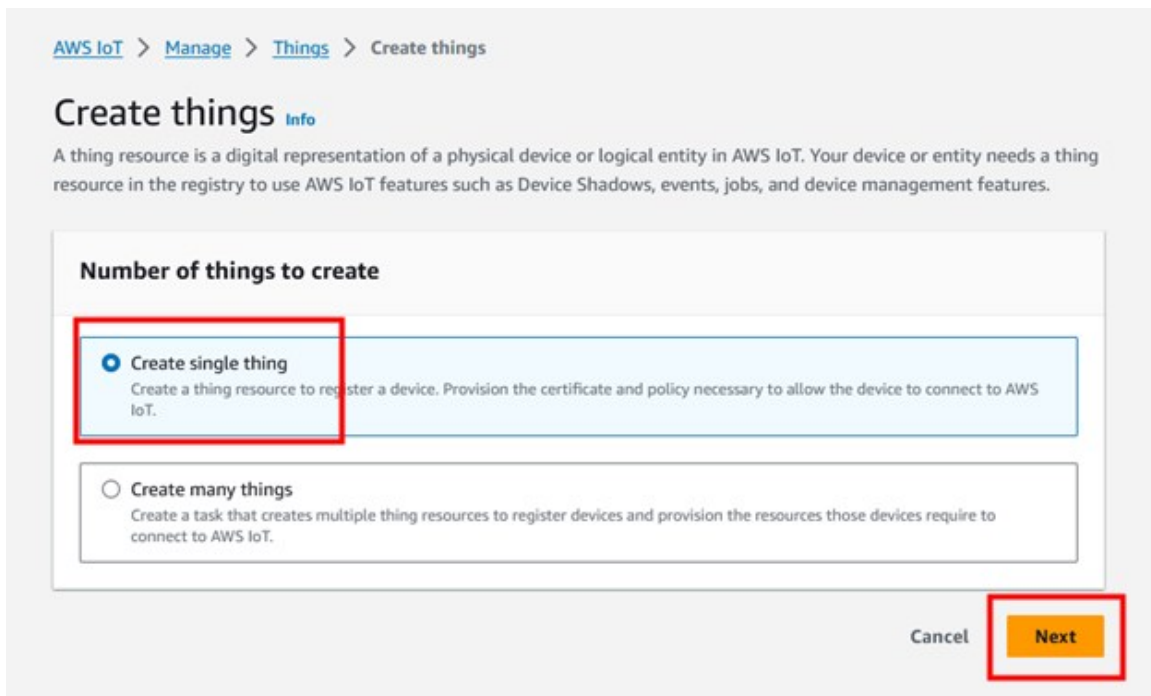 AWS IoT > Manage > Things > Create things
Create things Info
A thing resource is a digital representation of a physical device or logical entity in AWS IoT. Your device or entity needs a thing
resource in the registry to use AWS IoT features such as Device Shadows, events, jobs, and device management features.
Number of things to create
Create single thing
Create a thing resource to register a device. Provision the certificate and policy necessary to allow the device to connect to AWS
IoT.
Create many things
Create a task that creates multiple thing resources to register devices and provision the resources those devices require to
connect to AWS IoT.
Cancel Next